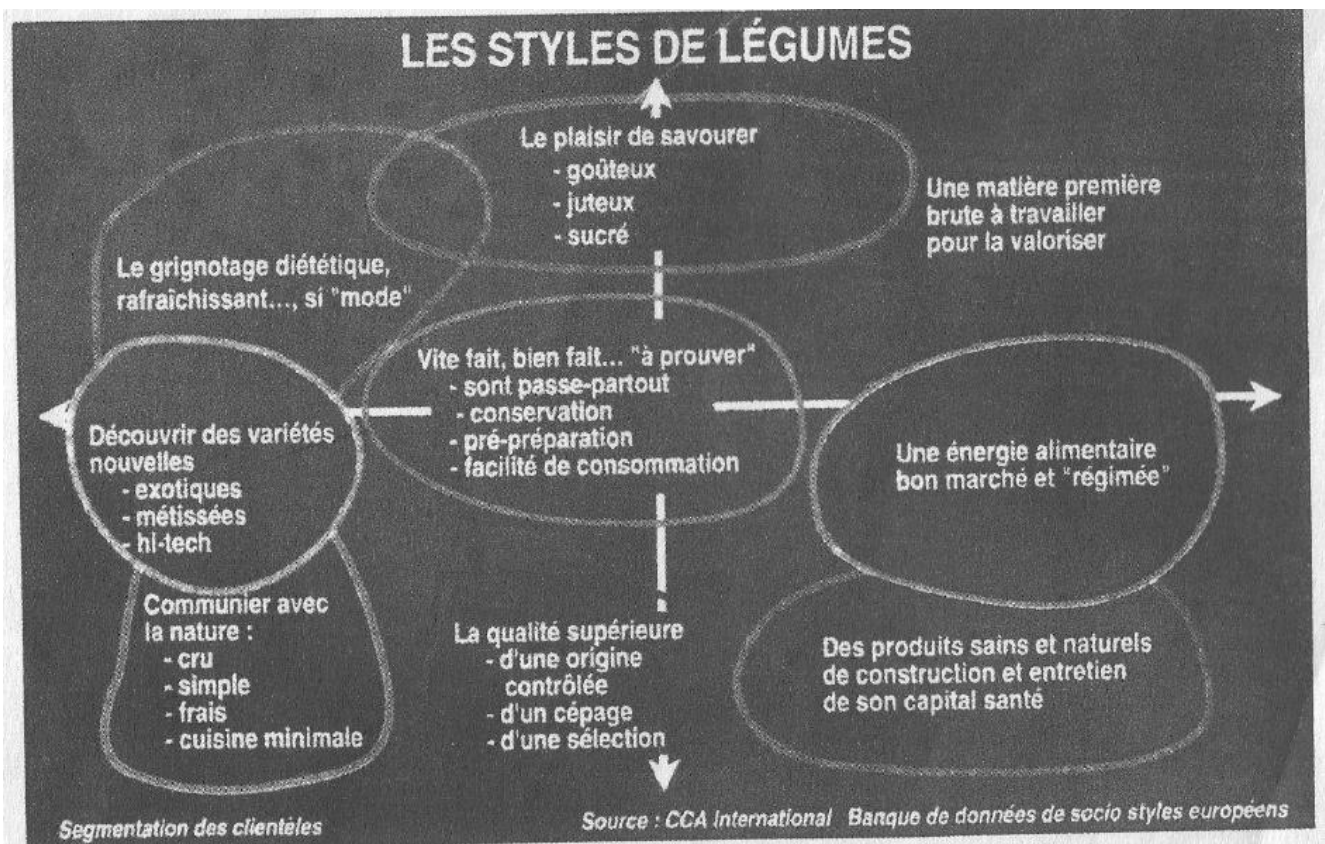 LES STYLES DE LÉGUMES
Le plaisir de savourer
- goûteux
- juteux
- sucré
Une matière première
brute à travailler
pour la valoriser
Le grignotage diététique,
rafraîchissant..., si "mode"
Vite fait, bien fait... "à prouver"
- sont passe-partout
- conservation
- pré-préparation
- facilité de consommation
Découvrir des variétés
nouvelles
- exotiques
- métissées
- hi-tech
Une énergie alimentaire
bon marché et "régimée"
Communier avec
la nature :
- cru
- simple
- frais
- cuisine minimale
La qualité supérieure
- d'une origine
contrôlée
- d'un cépage
- d'une sélection
Des produits sains et naturels
de construction et entretien
de son capital santé
Segmentation des clientèles
Source : CCA International Banque de données de socio styles européens